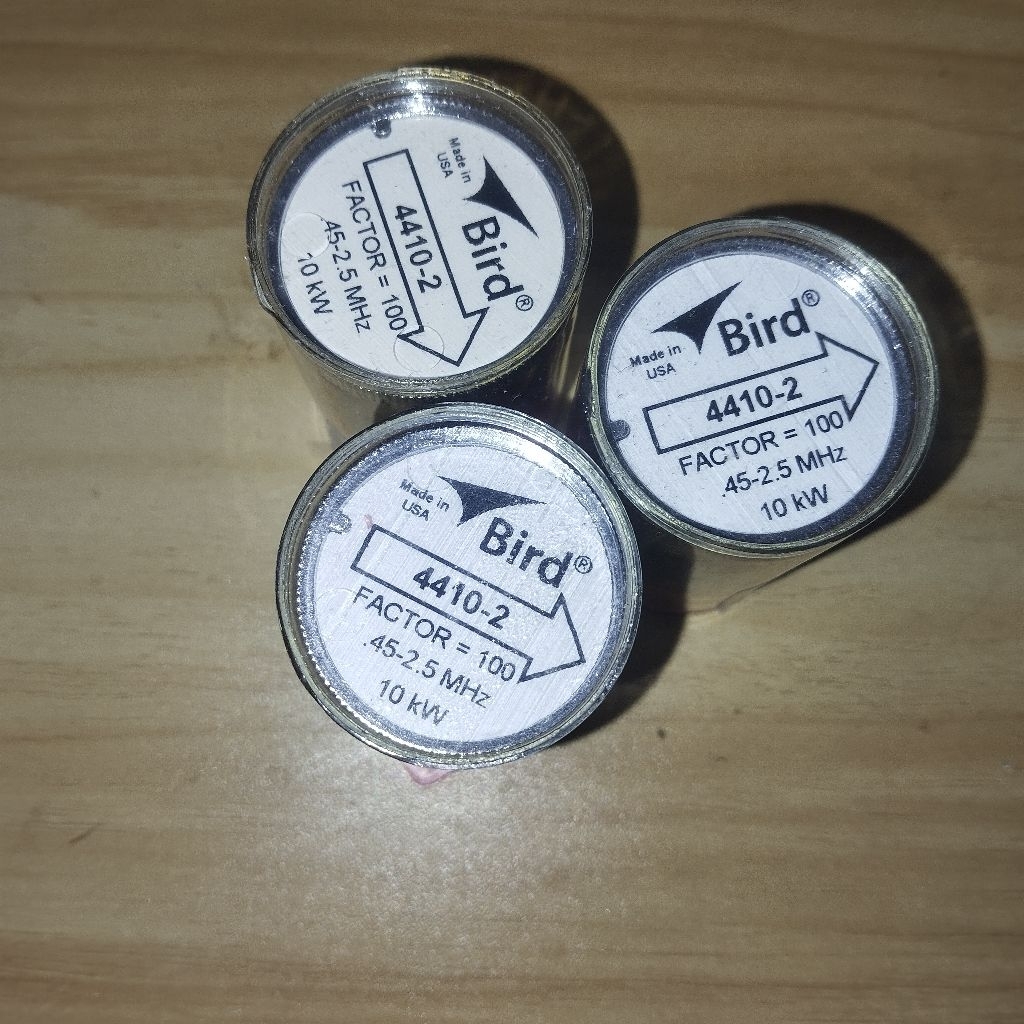 Made in
USA
Bird®
4410-2
FACTOR = 100
.45-2.5 MHz
10 kW
Made in
USA
Bird®
4410-2
FACTOR = 100
.45-2.5 MHz
10 kW
Made in
USA
Bird®
4410-2
FACTOR = 100
.45-2.5 MHz
10 kW